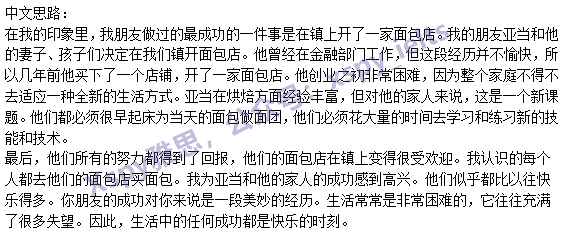 中文思路：
在我的印象里，我朋友做过的最成功的一件事是在镇上开了一家面包店。我的朋友亚当和他
的妻子、孩子们决定在我们镇开面包店。他曾经在金融部门工作，但这段经历并不愉快，所
以几年前他买下了一个店铺，开了一家面包店。他创业之初非常困难，因为整个家庭不得不
去适应一种全新的生活方式。亚当在烘焙方面经验丰富，但对他的家人来说，这是一个新课
题。他们都必须很早起床为当天的面包做面团，他们必须花大量的时间去学习和练习新的技
能和技术。
最后，他们所有的努力都得到了回报，他们的面包店在镇上变得很受欢迎。我认识的每个
人都去他们的面包店买面包。我为亚当和他的家人的成功感到高兴。他们似乎都比以往快
乐得多。你朋友的成功对你来说是一段美妙的经历。生活常常是非常困难的，它往往充满
了很多失望。因此，生活中的任何成功都是快乐的时刻。